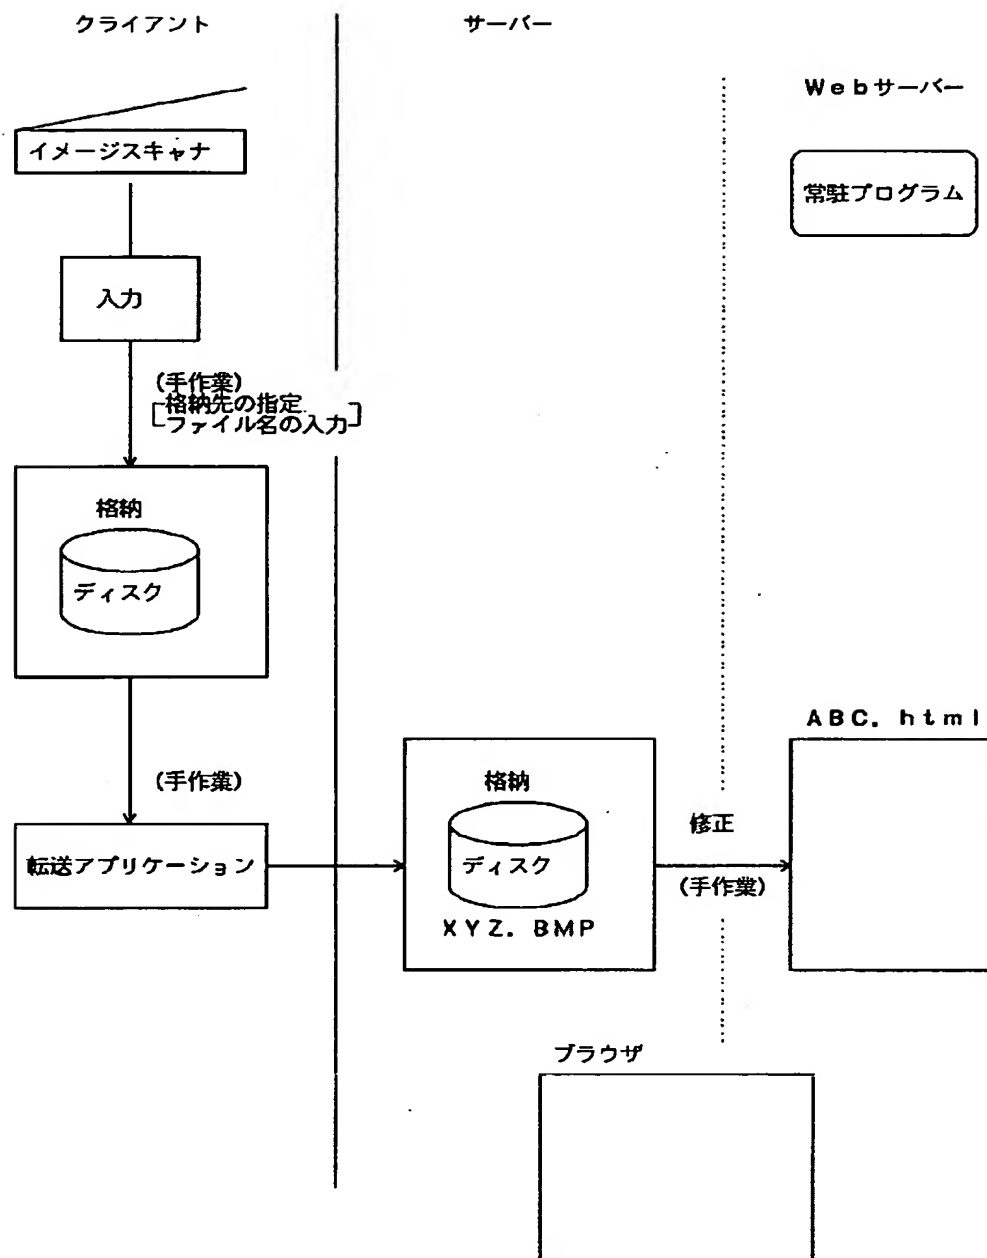 クライアント
サーバー
Webサーバー
イメージスキャナ
常駐プログラム
入力
(手作業)
[格納先の指定
ファイル名の入力]
格納
ディスク
(手作業)
転送アプリケーション
格納
ディスク
XYZ.BMP
修正
(手作業)
ABC.html
ブラウザ